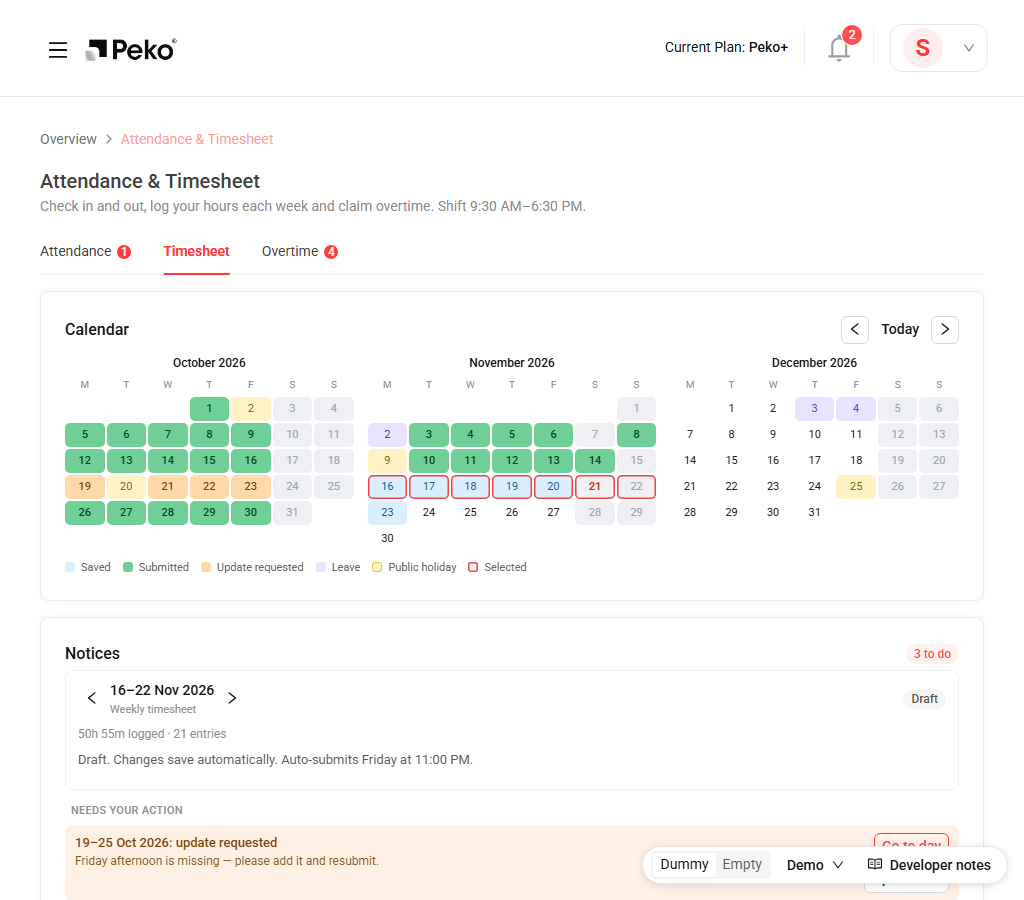 Peko
Current Plan: Peko+
2
S
Overview > Attendance & Timesheet
Attendance & Timesheet
Check in and out, log your hours each week and claim overtime. Shift 9:30 AM–6:30 PM.
Attendance 1 Timesheet Overtime 4
Calendar
Today
October 2026
M T W T F S S
1 2 3 4
5 6 7 8 9 10 11
12 13 14 15 16 17 18
19 20 21 22 23 24 25
26 27 28 29 30 31
November 2026
M T W T F S S
1
2 3 4 5 6 7 8
9 10 11 12 13 14 15
16 17 18 19 20 21 22
23 24 25 26 27 28 29
30
December 2026
M T W T F S S
1 2 3 4 5 6
7 8 9 10 11 12 13
14 15 16 17 18 19 20
21 22 23 24 25 26 27
28 29 30 31
Saved Submitted Update requested Leave Public holiday Selected
Notices
3 to do
16–22 Nov 2026
Weekly timesheet
Draft
50h 55m logged · 21 entries
Draft. Changes save automatically. Auto-submits Friday at 11:00 PM.
NEEDS YOUR ACTION
19–25 Oct 2026: update requested
Friday afternoon is missing — please add it and resubmit.
Go to day
Dummy Empty Demo Developer notes